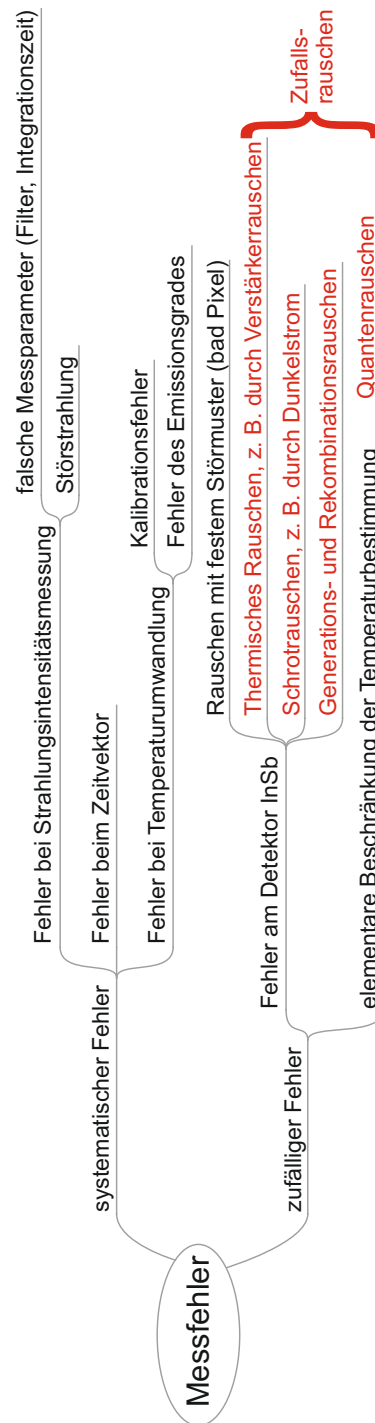 Messfehler
systematischer Fehler
Fehler bei Strahlungsintensitätsmessung
falsche Messparameter (Filter, Integrationszeit)
Störstrahlung
Fehler beim Zeitvektor
Fehler bei Temperaturumwandlung
Kalibrationsfehler
Fehler des Emissionsgrades
zufälliger Fehler
Fehler am Detektor InSb
Rauschen mit festem Störmuster (bad Pixel)
Thermisches Rauschen, z. B. durch Verstärkerrauschen
Schrotrauschen, z. B. durch Dunkelstrom
Generations- und Rekombinationsrauschen
elementare Beschränkung der Temperaturbestimmung
Quantenrauschen
Zufalls-
rauschen